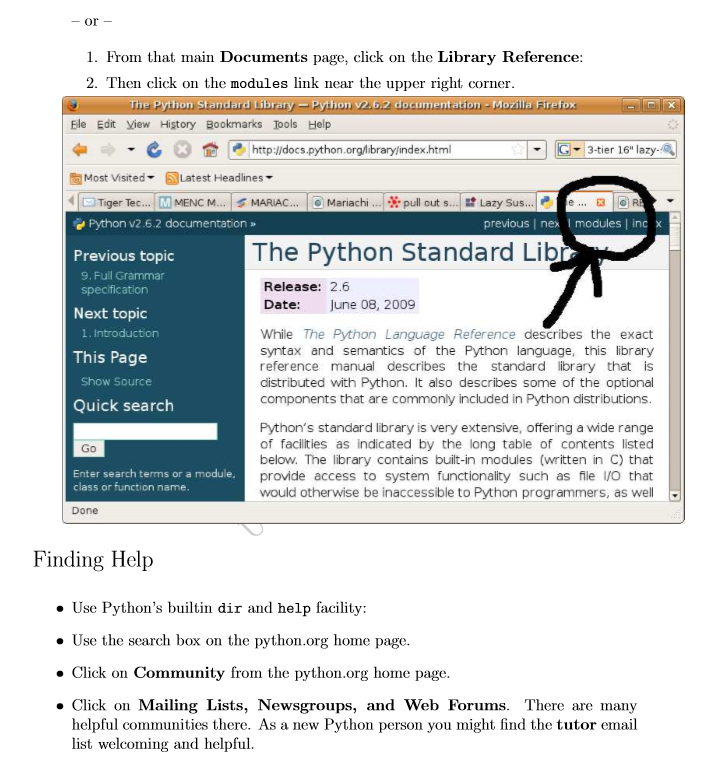 – or –
1. From that main Documents page, click on the Library Reference:
2. Then click on the modules link near the upper right corner.
The Python Standard Library — Python v2.6.2 documentation - Mozilla Firefox
File Edit View History Bookmarks Tools Help
http://docs.python.org/library/index.html
G 3-tier 16" lazy-
Most Visited Latest Headlines
Tiger Tec... MENC M... MARIAC... Mariachi ... pull out s... Lazy Sus... ...
Python v2.6.2 documentation »
previous | next | modules | index
Previous topic
9. Full Grammar
specification
Next topic
1. Introduction
This Page
Show Source
Quick search
Go
Enter search terms or a module,
class or function name.
The Python Standard Library
Release: 2.6
Date: June 08, 2009
While The Python Language Reference describes the exact
syntax and semantics of the Python language, this library
reference manual describes the standard library that is
distributed with Python. It also describes some of the optional
components that are commonly included in Python distributions.
Python's standard library is very extensive, offering a wide range
of facilities as indicated by the long table of contents listed
below. The library contains built-in modules (written in C) that
provide access to system functionality such as file I/O that
would otherwise be inaccessible to Python programmers, as well
Done
Finding Help
• Use Python's builtin dir and help facility:
• Use the search box on the python.org home page.
• Click on Community from the python.org home page.
• Click on Mailing Lists, Newsgroups, and Web Forums. There are many
helpful communities there. As a new Python person you might find the tutor email
list welcoming and helpful.